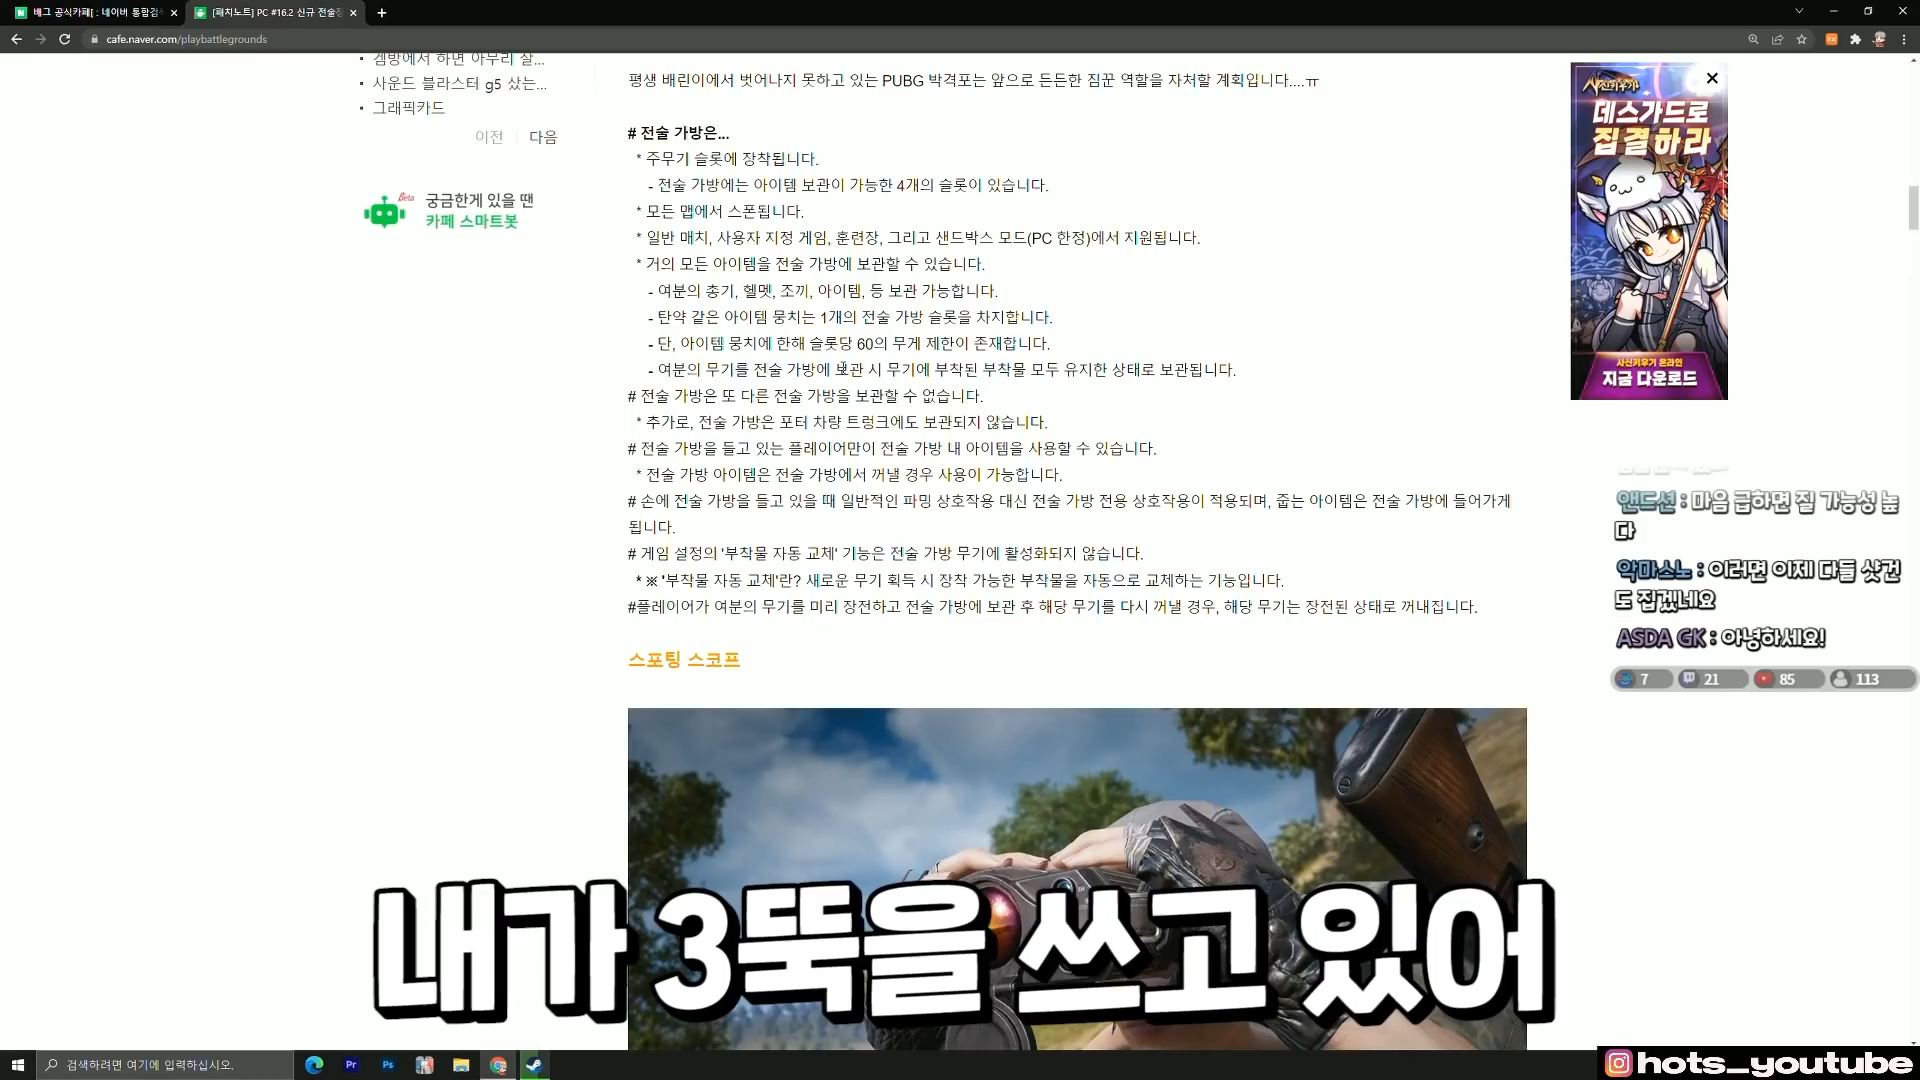 배그 공식카페[ : 네이버 통합검색
[패치노트] PC #16.2 신규 전술장
cafe.naver.com/playbattlegrounds
겜방에서 하면 아무리 잘...
사운드 블라스터 g5 샀는...
그래픽카드
이전 다음
Beta
궁금한게 있을 땐
카페 스마트봇
평생 배린이에서 벗어나지 못하고 있는 PUBG 박격포는 앞으로 든든한 짐꾼 역할을 자처할 계획입니다....ㅠ
# 전술 가방은...
* 주무기 슬롯에 장착됩니다.
- 전술 가방에는 아이템 보관이 가능한 4개의 슬롯이 있습니다.
* 모든 맵에서 스폰됩니다.
* 일반 매치, 사용자 지정 게임, 훈련장, 그리고 샌드박스 모드(PC 한정)에서 지원됩니다.
* 거의 모든 아이템을 전술 가방에 보관할 수 있습니다.
- 여분의 총기, 헬멧, 조끼, 아이템, 등 보관 가능합니다.
- 탄약 같은 아이템 뭉치는 1개의 전술 가방 슬롯을 차지합니다.
- 단, 아이템 뭉치에 한해 슬롯당 60의 무게 제한이 존재합니다.
- 여분의 무기를 전술 가방에 보관 시 무기에 부착된 부착물 모두 유지한 상태로 보관됩니다.
# 전술 가방은 또 다른 전술 가방을 보관할 수 없습니다.
* 추가로, 전술 가방은 포터 차량 트렁크에도 보관되지 않습니다.
# 전술 가방을 들고 있는 플레이어만이 전술 가방 내 아이템을 사용할 수 있습니다.
* 전술 가방 아이템은 전술 가방에서 꺼낼 경우 사용이 가능합니다.
# 손에 전술 가방을 들고 있을 때 일반적인 파밍 상호작용 대신 전술 가방 전용 상호작용이 적용되며, 줍는 아이템은 전술 가방에 들어가게
됩니다.
# 게임 설정의 '부착물 자동 교체' 기능은 전술 가방 무기에 활성화되지 않습니다.
* ※ '부착물 자동 교체'란? 새로운 무기 획득 시 장착 가능한 부착물을 자동으로 교체하는 기능입니다.
#플레이어가 여분의 무기를 미리 장전하고 전술 가방에 보관 후 해당 무기를 다시 꺼낼 경우, 해당 무기는 장전된 상태로 꺼내집니다.
스포팅 스코프
사신키우기
데스가드로
집결하라
사신키우기 온라인
지금 다운로드
앤드션 : 마음 급하면 질 가능성 높
다
악마스노 : 이러면 이제 다들 샷건
도 집겠네요
ASDA GK : 아녕하세요!
7 21 85 113
내가 3뚝을 쓰고 있어
검색하려면 여기에 입력하십시오.
Pr
Ps
hots_youtube